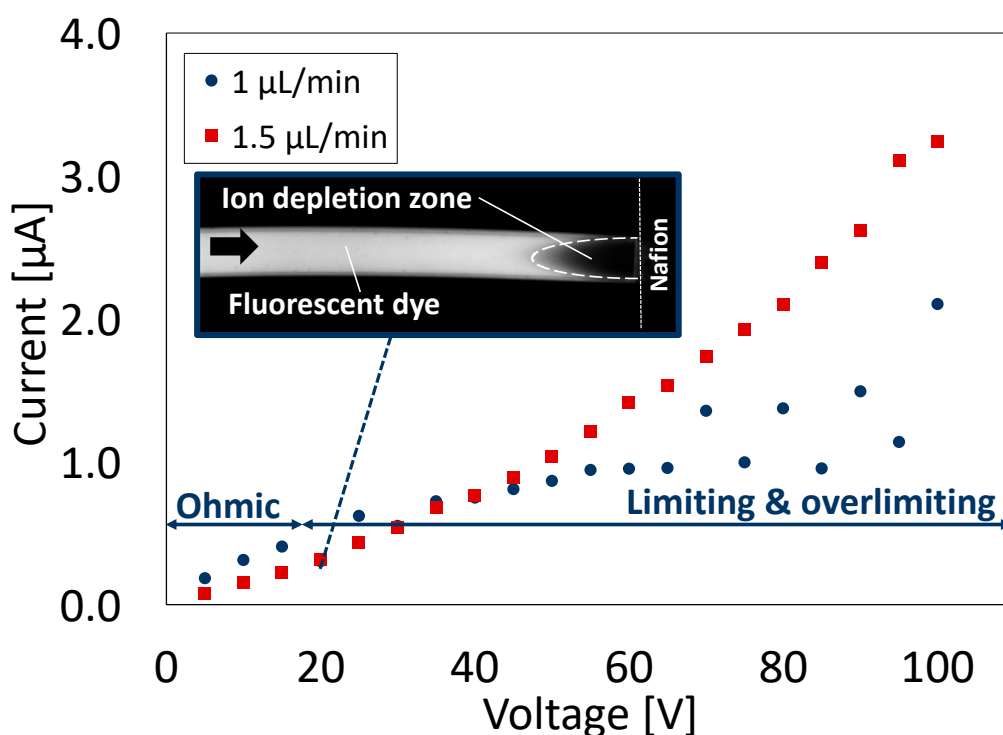 4.0
3.0
2.0
1.0
0.0
Current [µA]
1 µL/min
1.5 µL/min
Ion depletion zone
Fluorescent dye
Nafion
Ohmic
Limiting & overlimiting
0 20 40 60 80 100
Voltage [V]